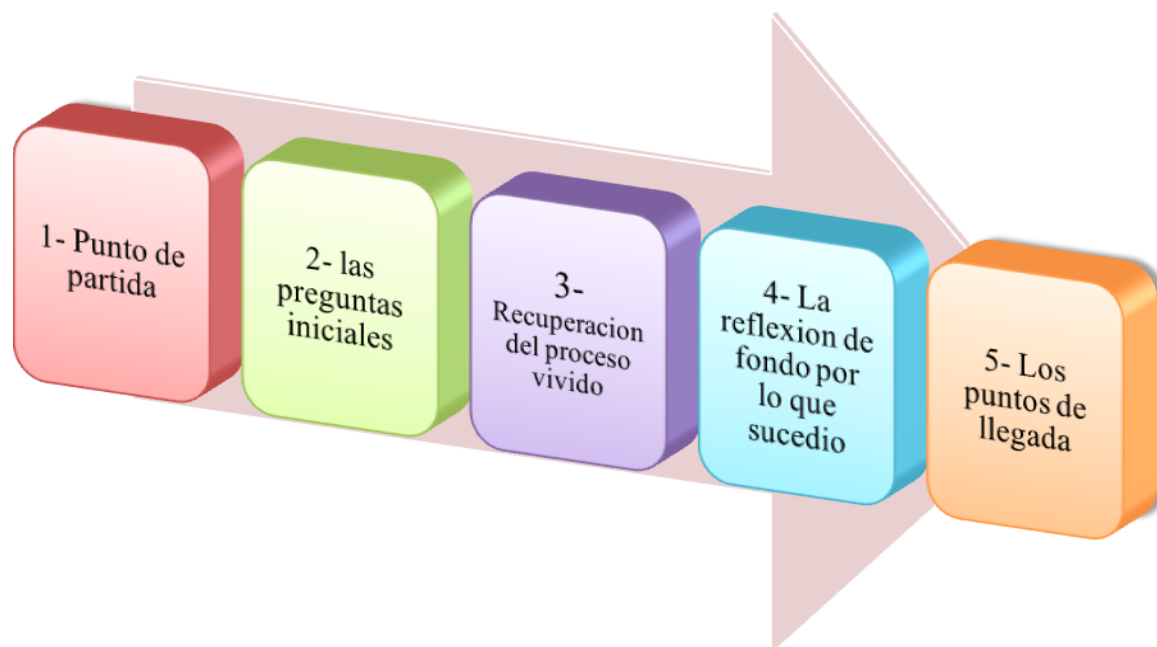 1- Punto de
partida
2- las
preguntas
iniciales
3-
Recuperacion
del proceso
vivido
4- La
reflexion de
fondo por
lo que
sucedio
5- Los
puntos de
llegada